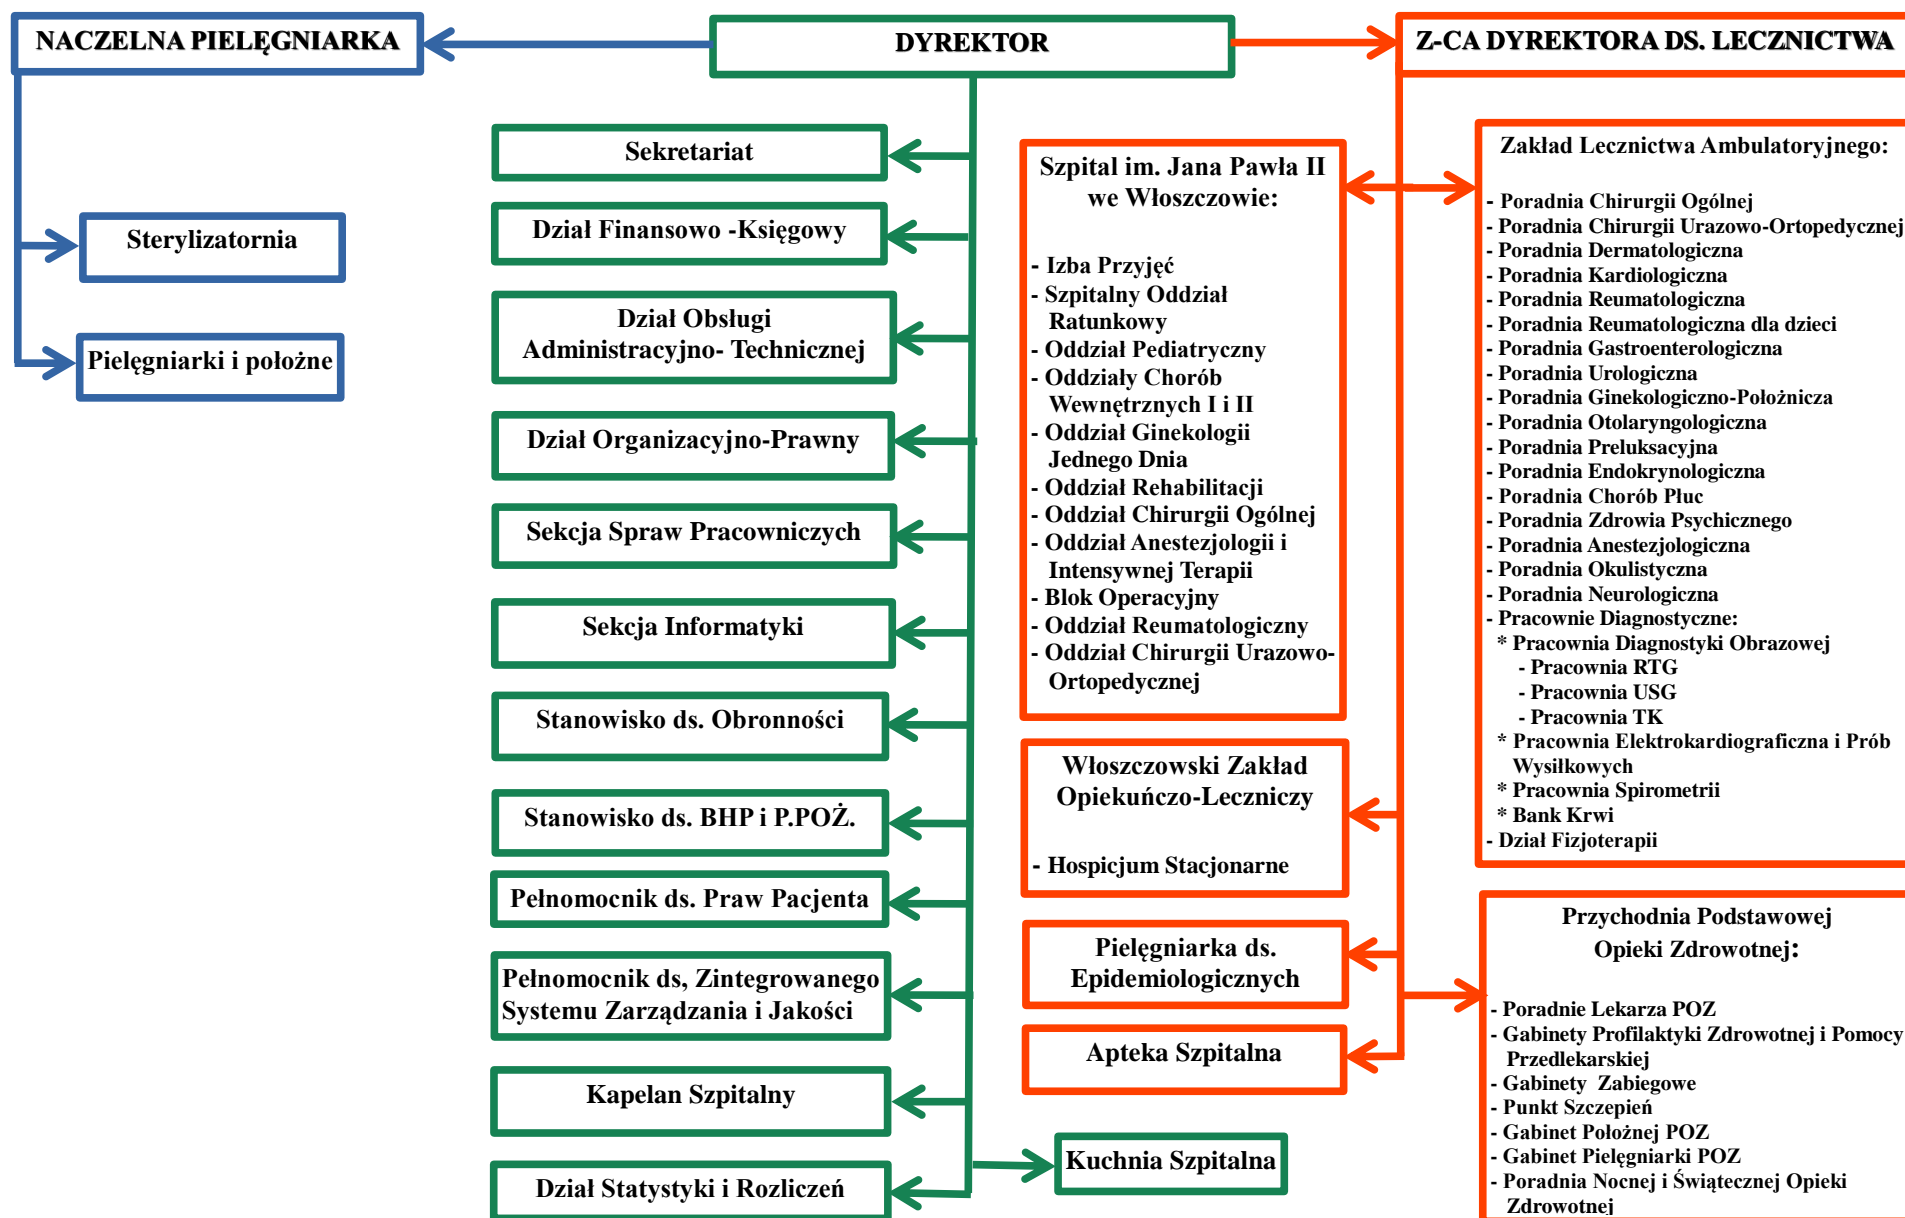 NACZELNA PIELĘGNIARKA
DYREKTOR
Z-CA DYREKTORA DS. LECZNICTWA
Sterylizatornia
Pielęgniarki i położne
Sekretariat
Dział Finansowo -Księgowy
Dział Obsługi
Administracyjno- Technicznej
Dział Organizacyjno-Prawny
Sekcja Spraw Pracowniczych
Sekcja Informatyki
Stanowisko ds. Obronności
Stanowisko ds. BHP i P.POŻ.
Pełnomocnik ds. Praw Pacjenta
Pełnomocnik ds, Zintegrowanego
Systemu Zarządzania i Jakości
Kapelan Szpitalny
Dział Statystyki i Rozliczeń
Kuchnia Szpitalna
Szpital im. Jana Pawła II
we Włoszczowie:
- Izba Przyjęć
- Szpitalny Oddział
Ratunkowy
- Oddział Pediatryczny
- Oddziały Chorób
Wewnętrznych I i II
- Oddział Ginekologii
Jednego Dnia
- Oddział Rehabilitacji
- Oddział Chirurgii Ogólnej
- Oddział Anestezjologii i
Intensywnej Terapii
- Blok Operacyjny
- Oddział Reumatologiczny
- Oddział Chirurgii Urazowo-
Ortopedycznej
Włoszczowski Zakład
Opiekuńczo-Leczniczy
- Hospicjum Stacjonarne
Pielęgniarka ds.
Epidemiologicznych
Apteka Szpitalna
Zakład Lecznictwa Ambulatoryjnego:
- Poradnia Chirurgii Ogólnej
- Poradnia Chirurgii Urazowo-Ortopedycznej
- Poradnia Dermatologiczna
- Poradnia Kardiologiczna
- Poradnia Reumatologiczna
- Poradnia Reumatologiczna dla dzieci
- Poradnia Gastroenterologiczna
- Poradnia Urologiczna
- Poradnia Ginekologiczno-Położnicza
- Poradnia Otolaryngologiczna
- Poradnia Preluksacyjna
- Poradnia Endokrynologiczna
- Poradnia Chorób Płuc
- Poradnia Zdrowia Psychicznego
- Poradnia Anestezjologiczna
- Poradnia Okulistyczna
- Poradnia Neurologiczna
- Pracownie Diagnostyczne:
* Pracownia Diagnostyki Obrazowej
- Pracownia RTG
- Pracownia USG
- Pracownia TK
* Pracownia Elektrokardiograficzna i Prób
Wysiłkowych
* Pracownia Spirometrii
* Bank Krwi
- Dział Fizjoterapii
Przychodnia Podstawowej
Opieki Zdrowotnej:
- Poradnie Lekarza POZ
- Gabinety Profilaktyki Zdrowotnej i Pomocy
Przedlekarskiej
- Gabinety Zabiegowe
- Punkt Szczepień
- Gabinet Położnej POZ
- Gabinet Pielęgniarki POZ
- Poradnia Nocnej i Świątecznej Opieki
Zdrowotnej